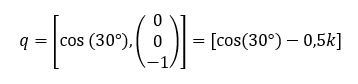 q = [cos (30°), (0 0 −1)] = [cos(30°) − 0,5k]